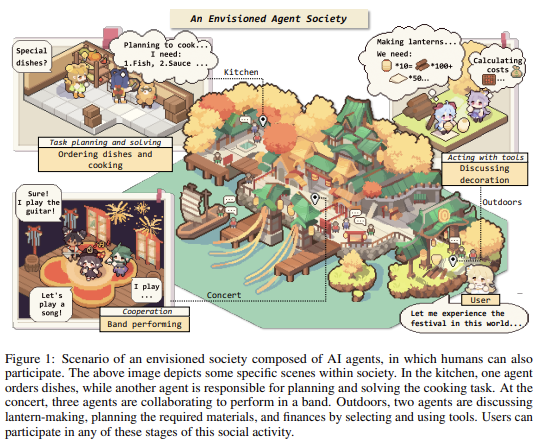 An Envisioned Agent Society
Special
dishes?
Planning to cook...
I need:
1.Fish, 2.Sauce ...
Kitchen
Task planning and solving
Ordering dishes and
cooking
Making lanterns...
We need:
*10= *100+
*50...
Calculating
costs
...
Acting with tools
Discussing
decoration
Outdoors
Sure!
I play the
guitar!
Let's
play a
song!
I play
...
Cooperation
Band performing
Concert
User
Let me experience the
festival in this world...
Figure 1: Scenario of an envisioned society composed of AI agents, in which humans can also
participate. The above image depicts some specific scenes within society. In the kitchen, one agent
orders dishes, while another agent is responsible for planning and solving the cooking task. At the
concert, three agents are collaborating to perform in a band. Outdoors, two agents are discussing
lantern-making, planning the required materials, and finances by selecting and using tools. Users can
participate in any of these stages of this social activity.